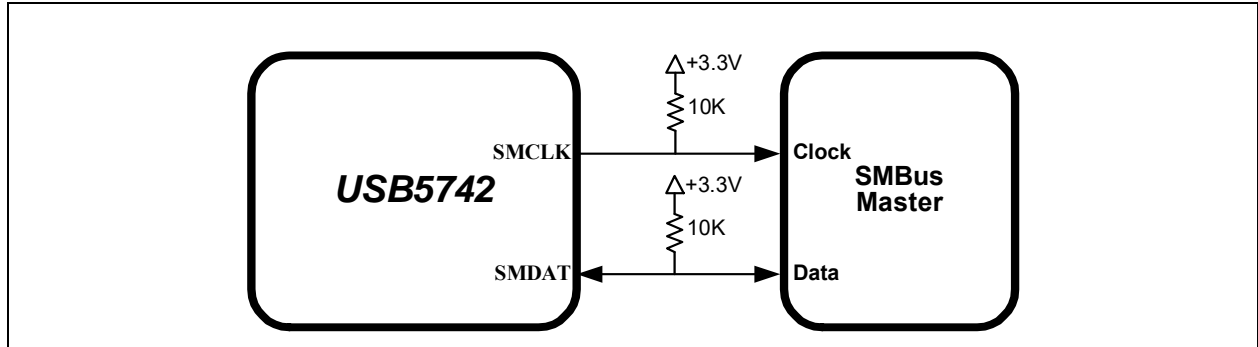 +3.3V
10K
SMCLK
Clock
USB5742
SMBus
Master
+3.3V
10K
SMDAT
Data